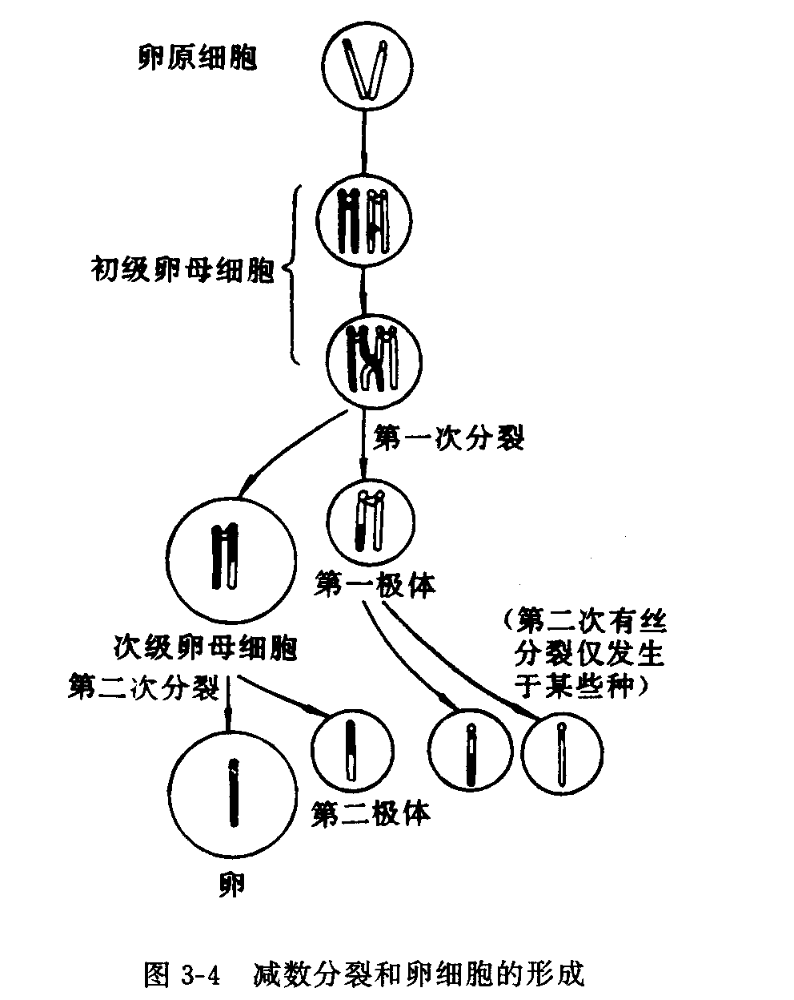 卵原细胞
初级卵母细胞
第一次分裂
第一极体
(第二次有丝
分裂仅发生
于某些种)
次级卵母细胞
第二次分裂
第二极体
卵
图 3-4 减数分裂和卵细胞的形成